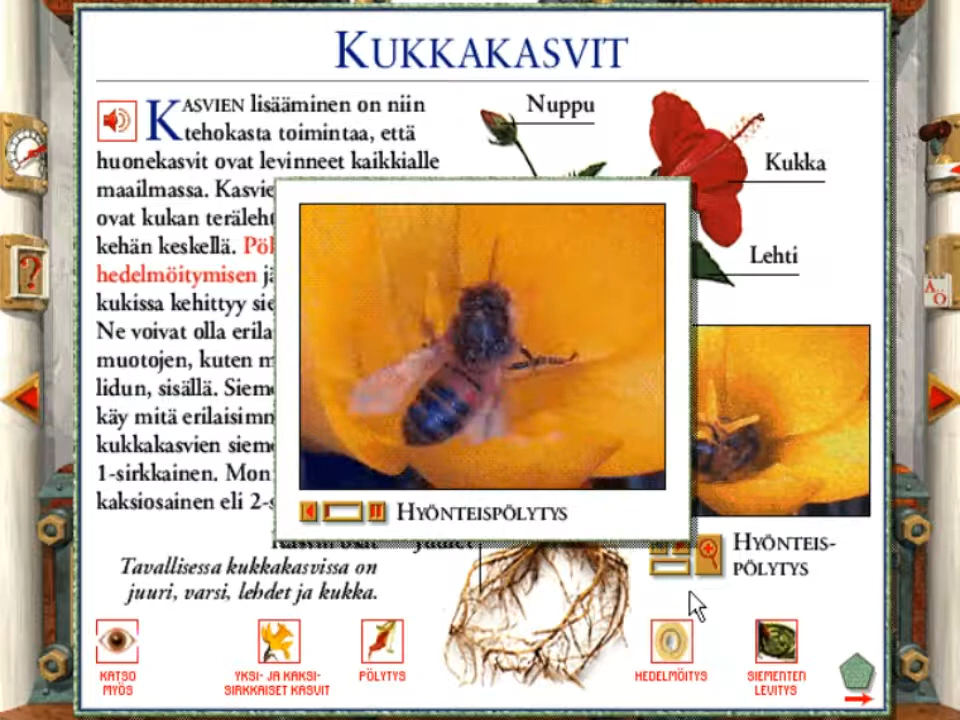 KUKKAKASVIT
KASVIEN lisääminen on niin
tehokasta toimintaa, että
huonekasvit ovat levinneet kaikkialle
maailmassa. Kasvie
ovat kukan teräleht
kehän keskellä. Pöl
hedelmöitymisen jä
kukissa kehittyy sie
Ne voivat olla erila
muotojen, kuten m
lidun, sisällä. Sieme
käy mitä erilaisimm
kukkakasvien sieme
1-sirkkainen. Mon
kaksiosainen eli 2-s
Tavallisessa kukkakasvissa on
juuri, varsi, lehdet ja kukka.
Nuppu
Kukka
Lehti
HYÖNTEISPÖLYTYS
HYÖNTEIS-
PÖLYTYS
KATSO
MYÖS
YKSI- JA KAKSI-
SIRKKAISET KASVIT
PÖLYTYS
HEDELMÖITYS
SIEMENTEN
LEVITYS
?
A...
Ö